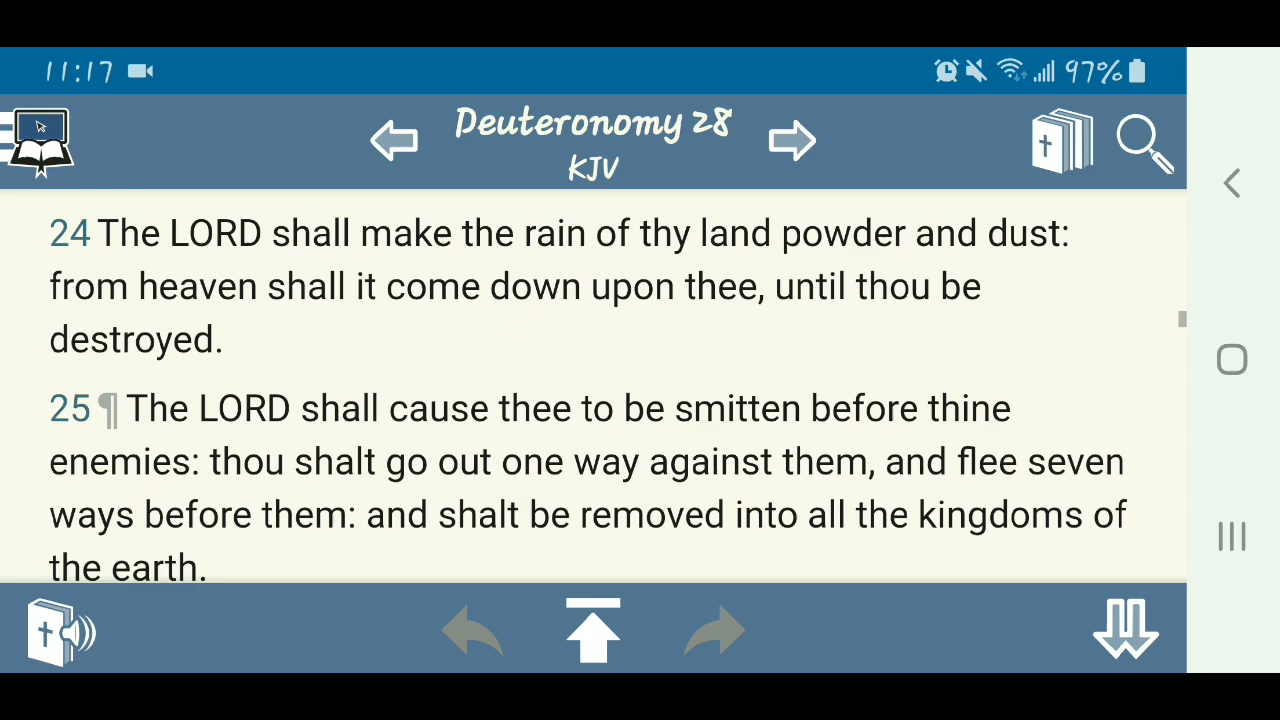 11:17
97%
Deuteronomy 28
KJV
24 The LORD shall make the rain of thy land powder and dust:
from heaven shall it come down upon thee, until thou be
destroyed.
25 ¶ The LORD shall cause thee to be smitten before thine
enemies: thou shalt go out one way against them, and flee seven
ways before them: and shalt be removed into all the kingdoms of
the earth.